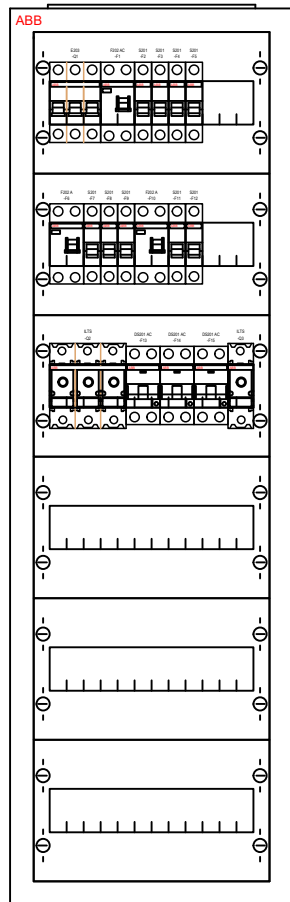 ABB
E203 F202 AC S201 S201 S201 S201
-Q1 -F1 -F2 -F3 -F4 -F5
F202 A S201 S201 S201 F202 A S201 S201
-F6 -F7 -F8 -F9 -F10 -F11 -F12
ILTS DS201 AC DS201 AC DS201 AC ILTS
-Q2 -F13 -F14 -F15 -Q3